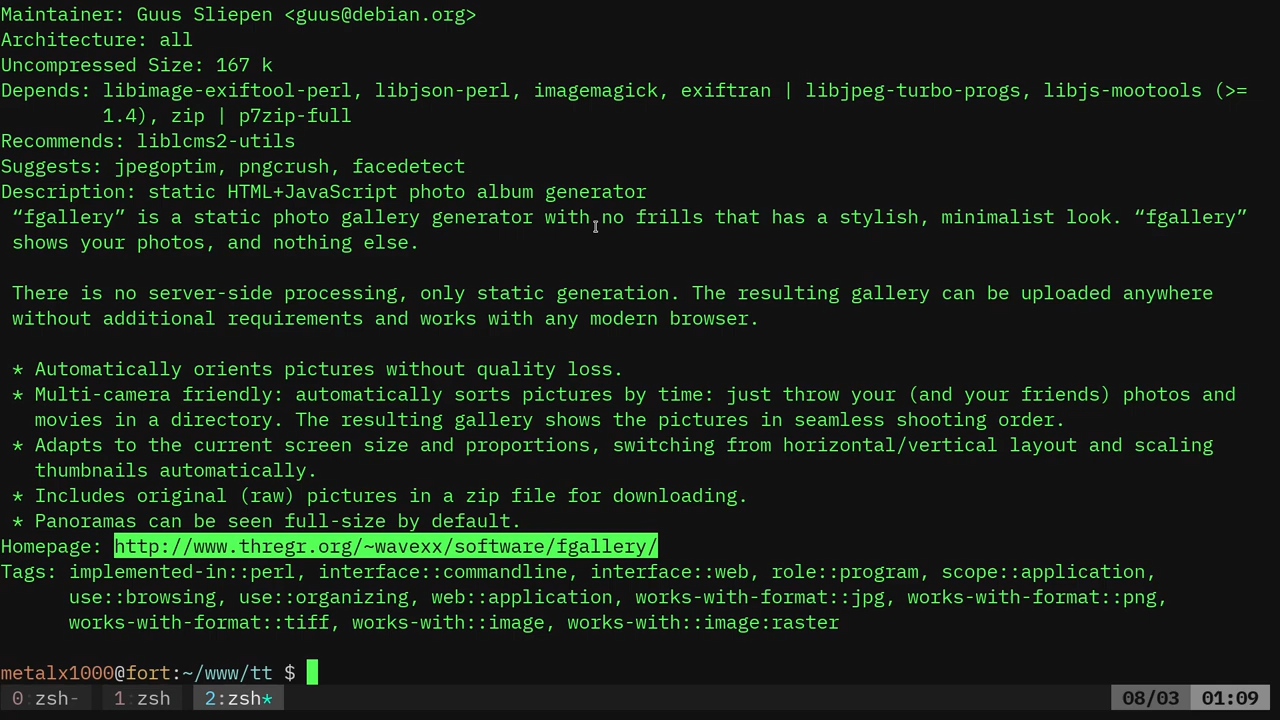 Maintainer: Guus Sliepen <guus@debian.org>
Architecture: all
Uncompressed Size: 167 k
Depends: libimage-exiftool-perl, libjson-perl, imagemagick, exiftran | libjpeg-turbo-progs, libjs-mootools (>=
1.4), zip | p7zip-full
Recommends: liblcms2-utils
Suggests: jpegoptim, pngcrush, facedetect
Description: static HTML+JavaScript photo album generator
“fgallery” is a static photo gallery generator with no frills that has a stylish, minimalist look. “fgallery”
shows your photos, and nothing else.
There is no server-side processing, only static generation. The resulting gallery can be uploaded anywhere
without additional requirements and works with any modern browser.
* Automatically orients pictures without quality loss.
* Multi-camera friendly: automatically sorts pictures by time: just throw your (and your friends) photos and
movies in a directory. The resulting gallery shows the pictures in seamless shooting order.
* Adapts to the current screen size and proportions, switching from horizontal/vertical layout and scaling
thumbnails automatically.
* Includes original (raw) pictures in a zip file for downloading.
* Panoramas can be seen full-size by default.
Homepage: http://www.thregr.org/~wavexx/software/fgallery/
Tags: implemented-in::perl, interface::commandline, interface::web, role::program, scope::application,
use::browsing, use::organizing, web::application, works-with-format::jpg, works-with-format::png,
works-with-format::tiff, works-with::image, works-with::image:raster
metalx1000@fort:~/www/tt $
0:zsh- 1:zsh 2:zsh* 08/03 01:09